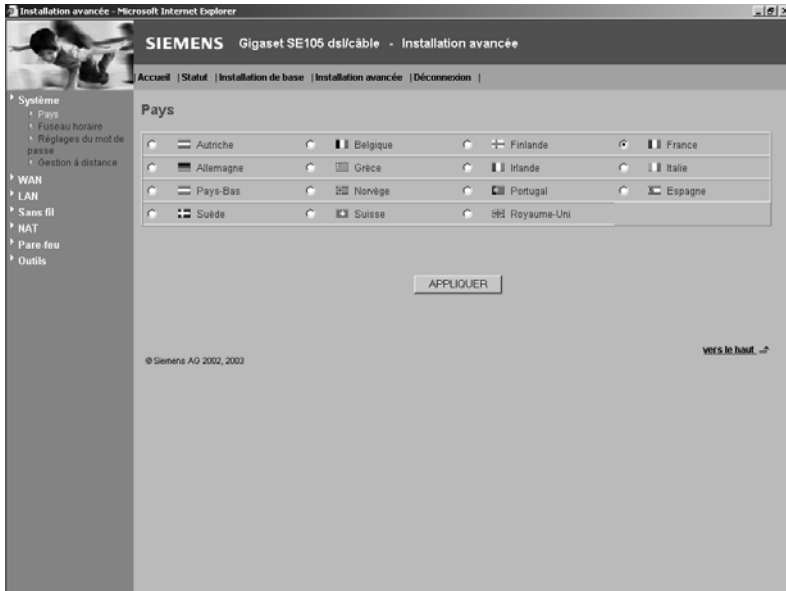 Installation avancée - Microsoft Internet Explorer
SIEMENS Gigaset SE105 dsl/câble - Installation avancée
|Accueil |Statut |Installation de base |Installation avancée |Déconnexion |
Système
Pays
Fuseau horaire
Réglages du mot de
passe
Gestion à distance
WAN
LAN
Sans fil
NAT
Pare-feu
Outils
Pays
Autriche Belgique Finlande France
Allemagne Grèce Irlande Italie
Pays-Bas Norvège Portugal Espagne
Suède Suisse Royaume-Uni
APPLIQUER
vers le haut
© Siemens AG 2002, 2003